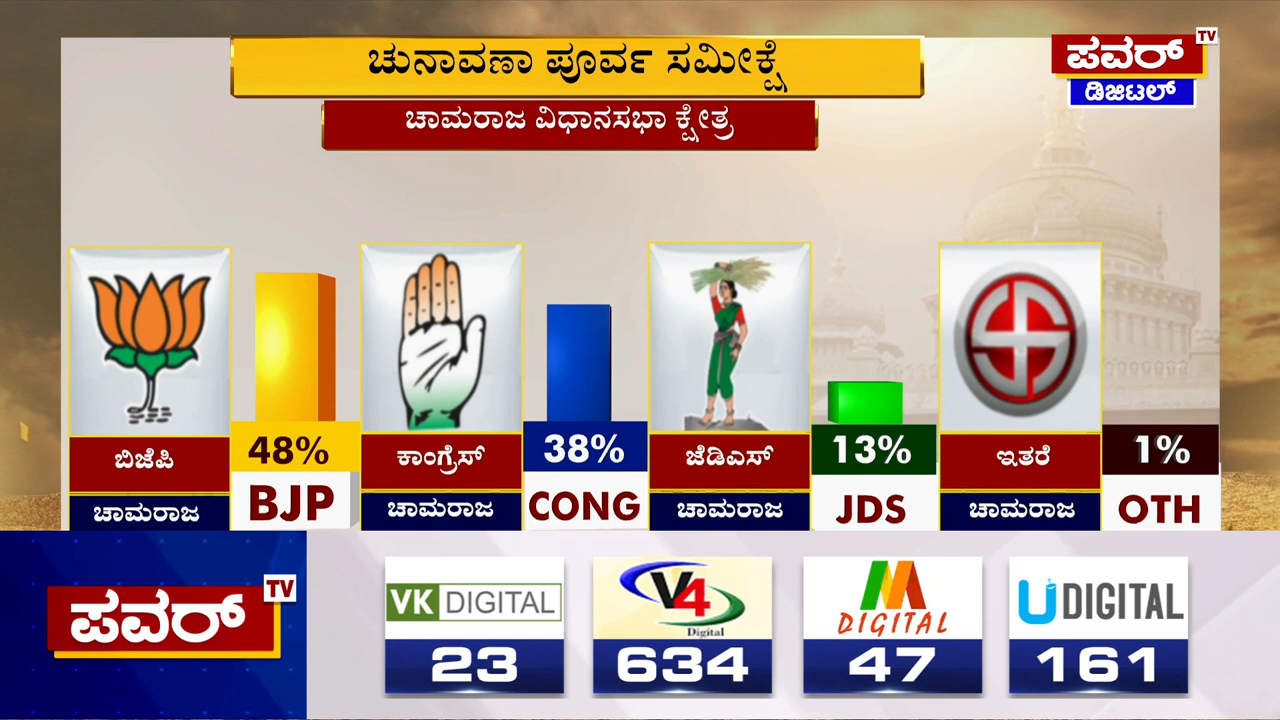 ಚುನಾವಣಾ ಪೂರ್ವ ಸಮೀಕ್ಷೆ
ಚಾಮರಾಜ ವಿಧಾನಸಭಾ ಕ್ಷೇತ್ರ
ಪವರ್ TV
ಡಿಜಿಟಲ್
ಬಿಜೆಪಿ
ಚಾಮರಾಜ
48%
BJP
ಕಾಂಗ್ರೆಸ್
ಚಾಮರಾಜ
38%
CONG
ಜೆಡಿಎಸ್
ಚಾಮರಾಜ
13%
JDS
ಇತರೆ
ಚಾಮರಾಜ
1%
OTH
ಪವರ್ TV
VK DIGITAL
23
V4
Digital
634
M
DIGITAL
47
U DIGITAL
161